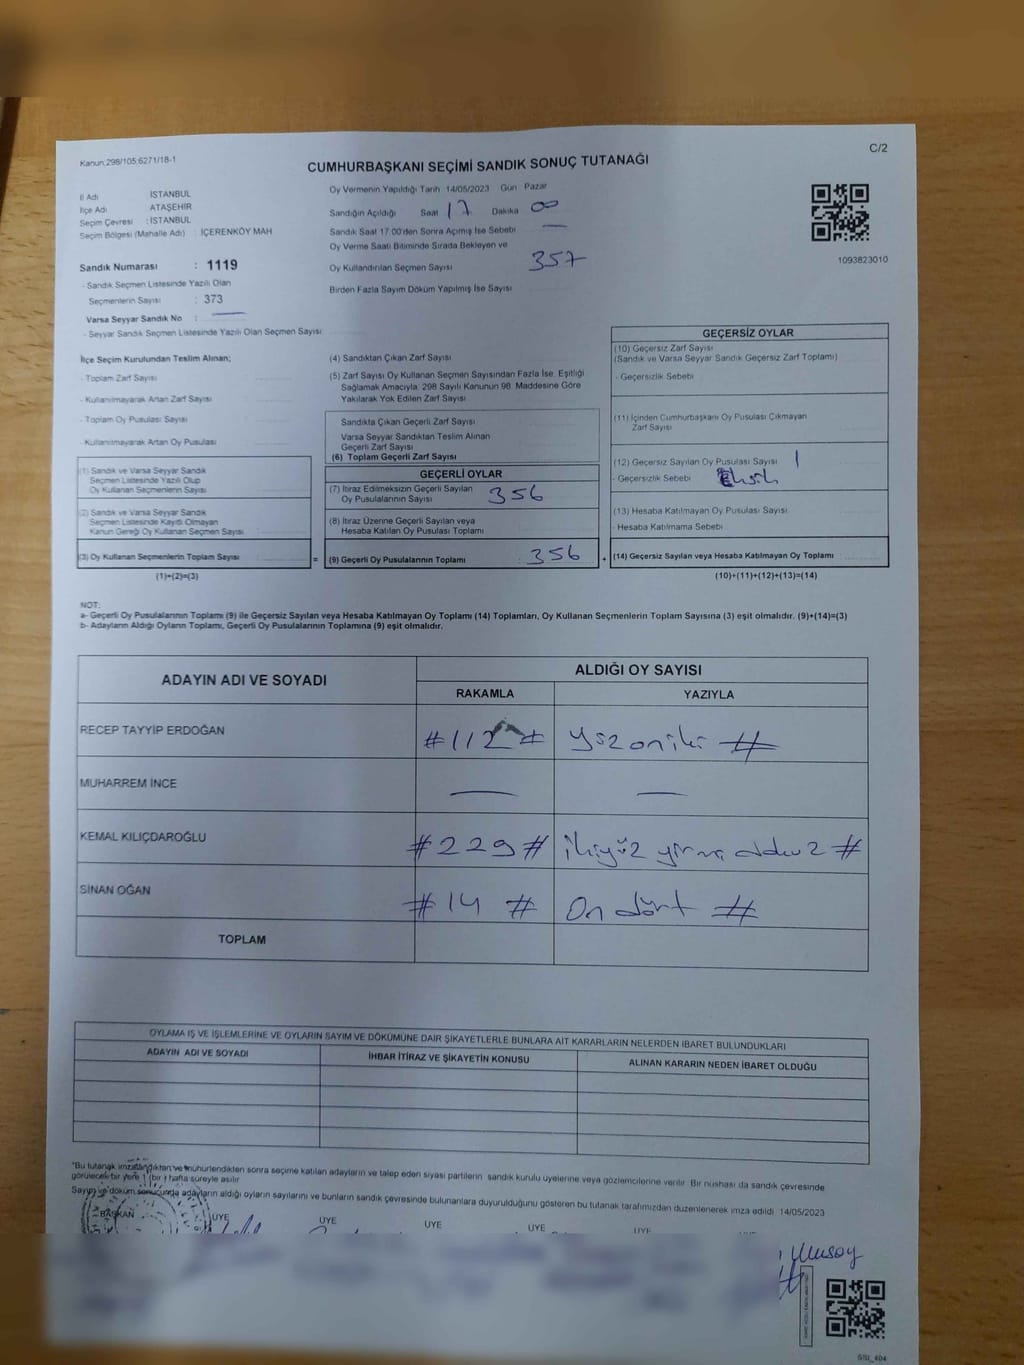 Kanun:298/105:6271/18-1
C/2
CUMHURBAŞKANI SEÇİMİ SANDIK SONUÇ TUTANAĞI
İl Adı İSTANBUL
İlçe Adı ATAŞEHİR
Seçim Çevresi : İSTANBUL
Seçim Bölgesi (Mahalle Adı) : İÇERENKÖY MAH
Sandık Numarası : 1119
- Sandık Seçmen Listesinde Yazılı Olan
Seçmenlerin Sayısı : 373
Varsa Seyyar Sandık No : —
- Seyyar Sandık Seçmen Listesinde Yazılı Olan Seçmen Sayısı
Oy Vermenin Yapıldığı Tarih 14/05/2023 Gün Pazar
Sandığın Açıldığı Saat 17 Dakika 00
Sandık Saat 17.00'den Sonra Açımış İse Sebebi —
Oy Verme Saati Bitiminde Sırada Bekleyen ve
Oy Kullandırılan Seçmen Sayısı 357
Birden Fazla Sayım Döküm Yapılmış İse Sayısı
1093823010
İlçe Seçim Kurulundan Teslim Alınan;
- Toplam Zarf Sayısı
- Kullanılmayarak Artan Zarf Sayısı
- Toplam Oy Pusulası Sayısı
- Kullanılmayarak Artan Oy Pusulası
(1) Sandık ve Varsa Seyyar Sandık
Seçmen Listesinde Yazılı Olup
Oy Kullanan Seçmenlerin Sayısı
(2) Sandık ve Varsa Seyyar Sandık
Seçmen Listesinde Kayıtlı Olmayan
Kanun Gereği Oy Kullanan Seçmen Sayısı
(3) Oy Kullanan Seçmenlerin Toplam Sayısı =
(1)+(2)=(3)
(4) Sandıktan Çıkan Zarf Sayısı
(5) Zarf Sayısı Oy Kullanan Seçmen Sayısından Fazla İse, Eşitliği
Sağlamak Amacıyla, 298 Sayılı Kanunun 98. Maddesine Göre
Yakılarak Yok Edilen Zarf Sayısı
Sandıkta Çıkan Geçerli Zarf Sayısı
Varsa Seyyar Sandıktan Teslim Alınan
Geçerli Zarf Sayısı
(6) Toplam Geçerli Zarf Sayısı
GEÇERLİ OYLAR
(7) İtiraz Edilmeksizin Geçerli Sayılan
Oy Pusulalarının Sayısı 356
(8) İtiraz Üzerine Geçerli Sayılan veya
Hesaba Katılan Oy Pusulası Toplamı
(9) Geçerli Oy Pusulalarının Toplamı 356 +
GEÇERSİZ OYLAR
(10) Geçersiz Zarf Sayısı
(Sandık ve Varsa Seyyar Sandık Geçersiz Zarf Toplamı)
- Geçersizlik Sebebi
(11) İçinden Cumhurbaşkanı Oy Pusulası Çıkmayan
Zarf Sayısı
(12) Geçersiz Sayılan Oy Pusulası Sayısı 1
- Geçersizlik Sebebi
(13) Hesaba Katılmayan Oy Pusulası Sayısı
Hesaba Katılmama Sebebi
(14) Geçersiz Sayılan veya Hesaba Katılmayan Oy Toplamı
(10)+(11)+(12)+(13)=(14)
NOT:
a- Geçerli Oy Pusulalarının Toplamı (9) ile Geçersiz Sayılan veya Hesaba Katılmayan Oy Toplamı (14) Toplamları, Oy Kullanan Seçmenlerin Toplam Sayısına (3) eşit olmalıdır. (9)+(14)=(3)
b- Adayların Aldığı Oyların Toplamı, Geçerli Oy Pusulalarının Toplamına (9) eşit olmalıdır.
ADAYIN ADI VE SOYADI
ALDIĞI OY SAYISI
RAKAMLA YAZIYLA
RECEP TAYYİP ERDOĞAN #112# Yüzoniki #
MUHARREM İNCE — —
KEMAL KILIÇDAROĞLU #229# ikiyüz yirmi dokuz #
SİNAN OĞAN #14 # On dört #
TOPLAM
OYLAMA İŞ VE İŞLEMLERİNE VE OYLARIN SAYIM VE DÖKÜMÜNE DAİR ŞİKAYETLERLE BUNLARA AİT KARARLARIN NELERDEN İBARET BULUNDUKLARI
ADAYIN ADI VE SOYADI İHBAR İTİRAZ VE ŞİKAYETİN KONUSU ALINAN KARARIN NEDEN İBARET OLDUĞU
*Bu tutanak imzalandıktan ve mühürlendikten sonra seçime katılan adayların ve talep eden siyasi partilerin sandık kurulu üyelerine veya gözlemcilerine verilir. Bir nüshası da sandık çevresinde
görülecek bir yere 1 (bir) hafta süreyle asılır
Sayım ve döküm sonucunda adayların aldığı oyların sayılarını ve bunların sandık çevresinde bulunanlara duyurulduğunu gösteren bu tutanak tarafımızdan düzenlenerek imza edildi 14/05/2023
BAŞKAN ÜYE ÜYE ÜYE ÜYE ÜYE